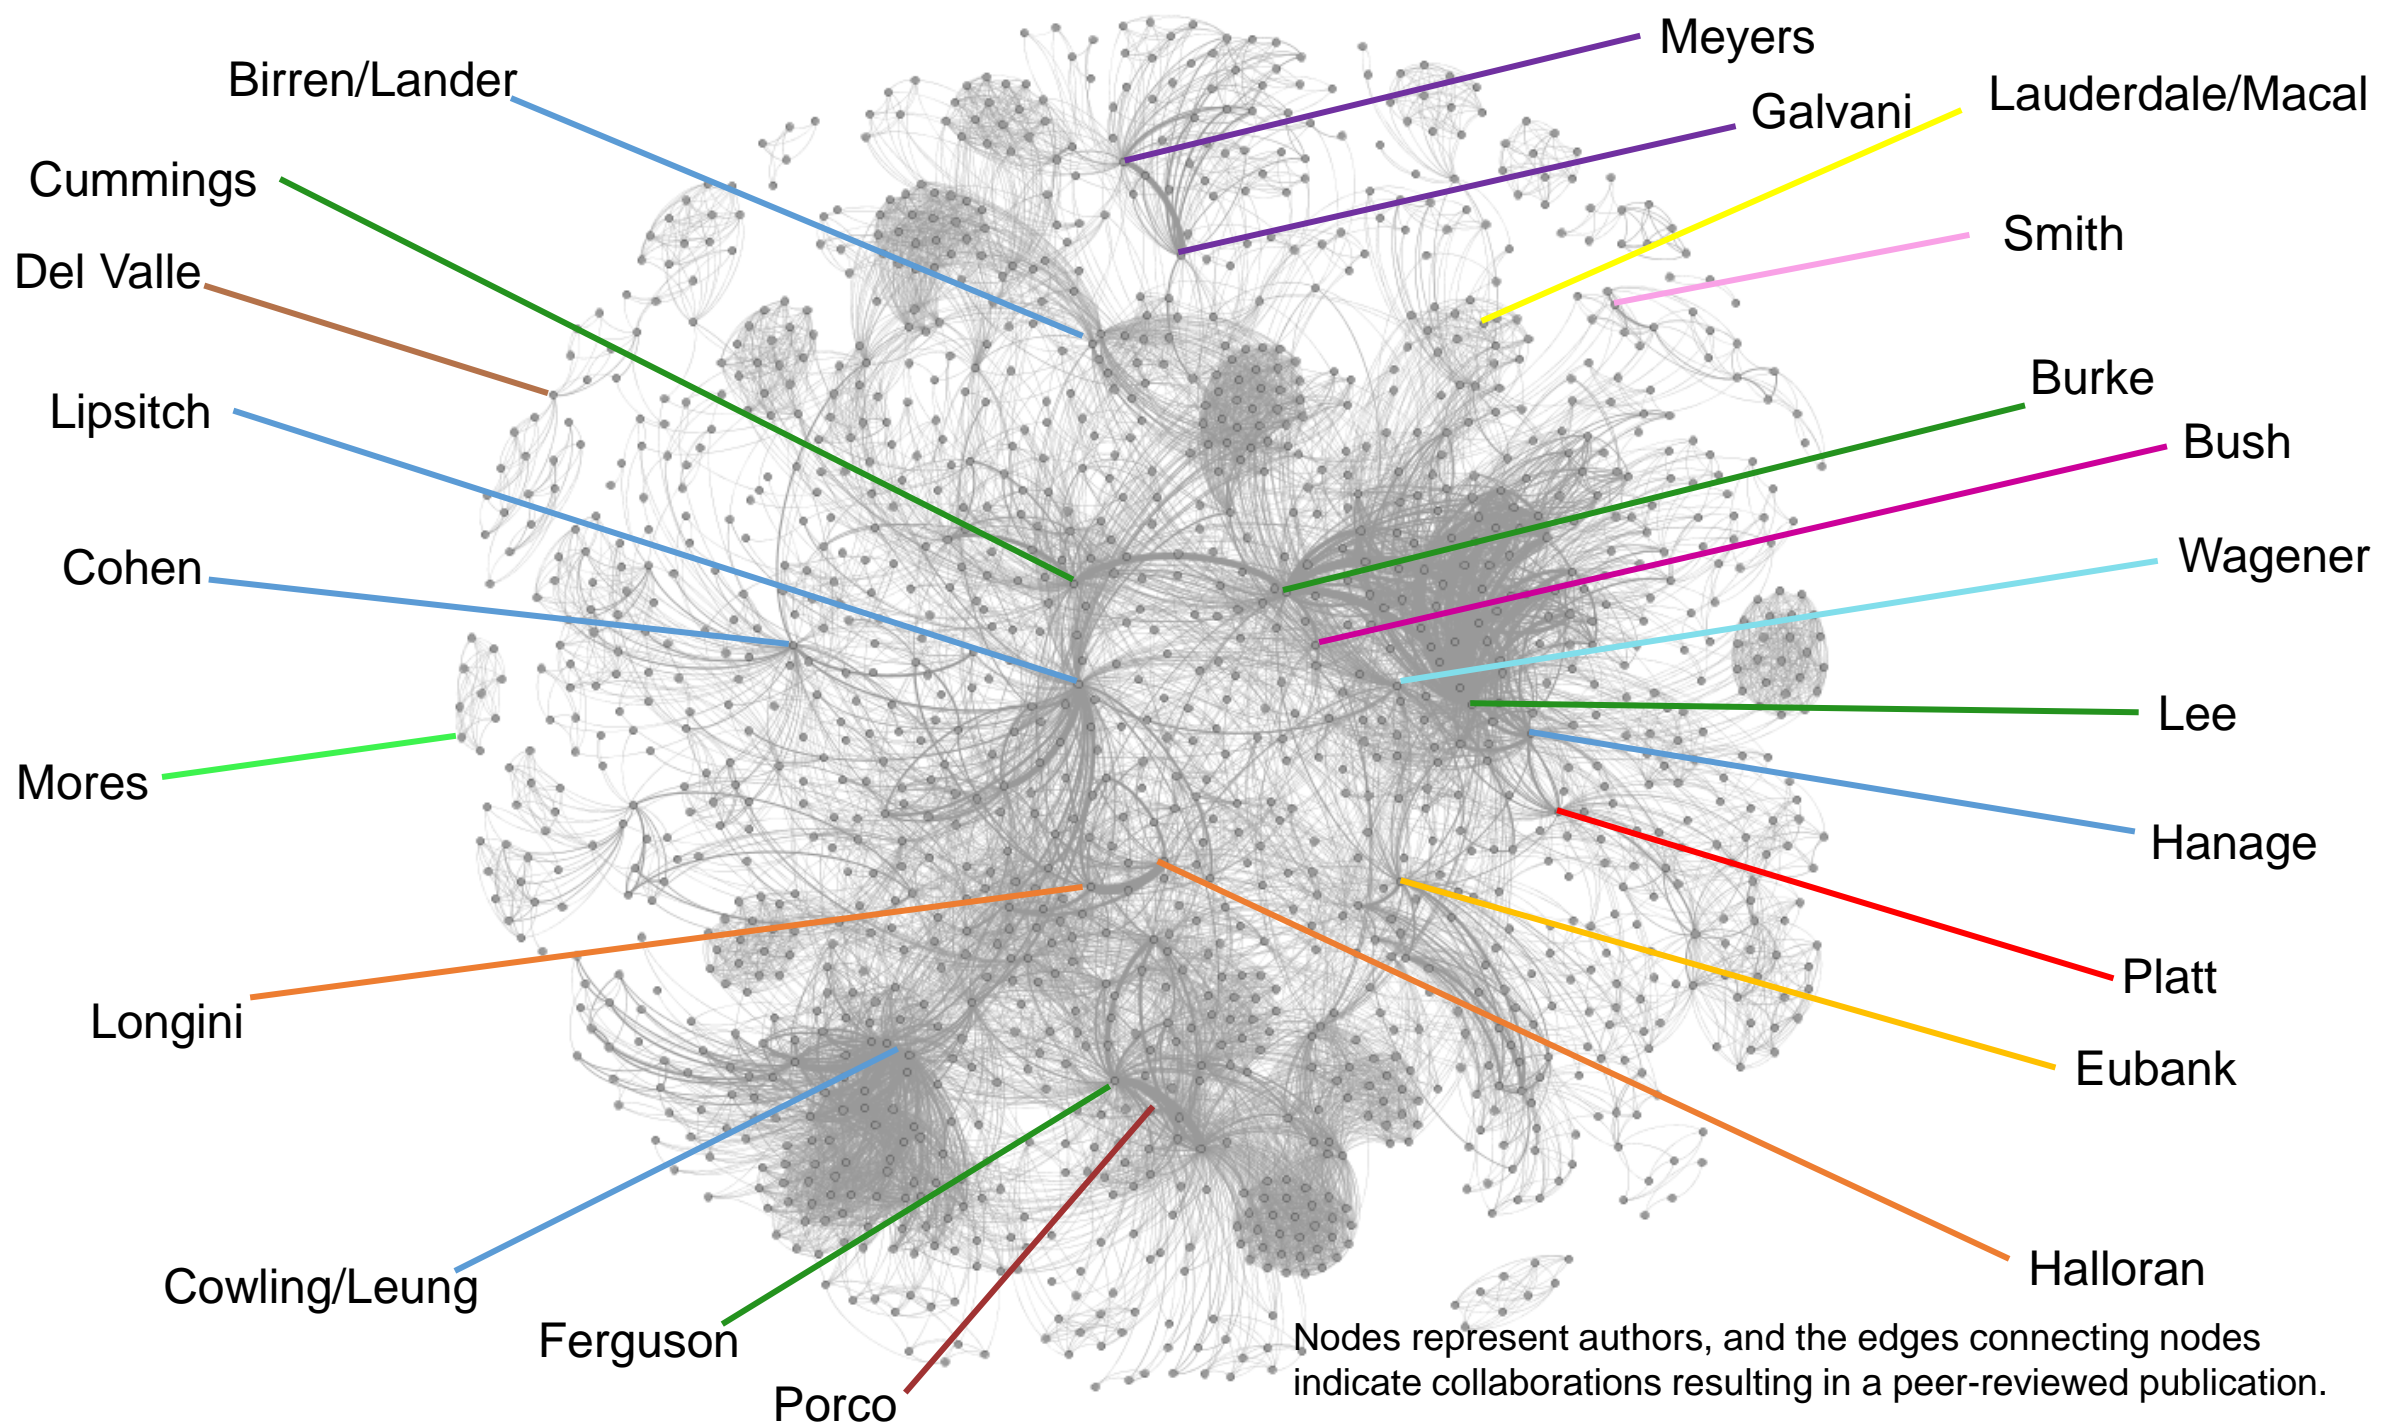 Meyers
Birren/Lander
Lauderdale/Macal
Galvani
Cummings
Smith
Del Valle
Burke
Lipsitch
Bush
Wagener
Cohen
Lee
Mores
Hanage
Platt
Longini
Eubank
Halloran
Cowling/Leung
Ferguson
Porco
Nodes represent authors, and the edges connecting nodes
indicate collaborations resulting in a peer-reviewed publication.